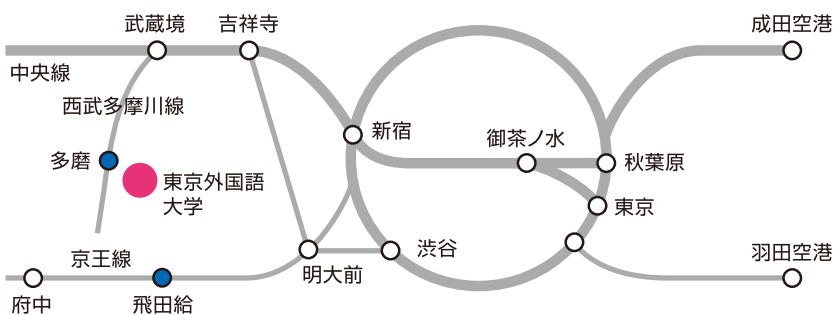 武蔵境
吉祥寺
成田空港
中央線
西武多摩川線
新宿
御茶ノ水
多磨
東京外国語
大学
秋葉原
東京
京王線
明大前
渋谷
羽田空港
府中
飛田給